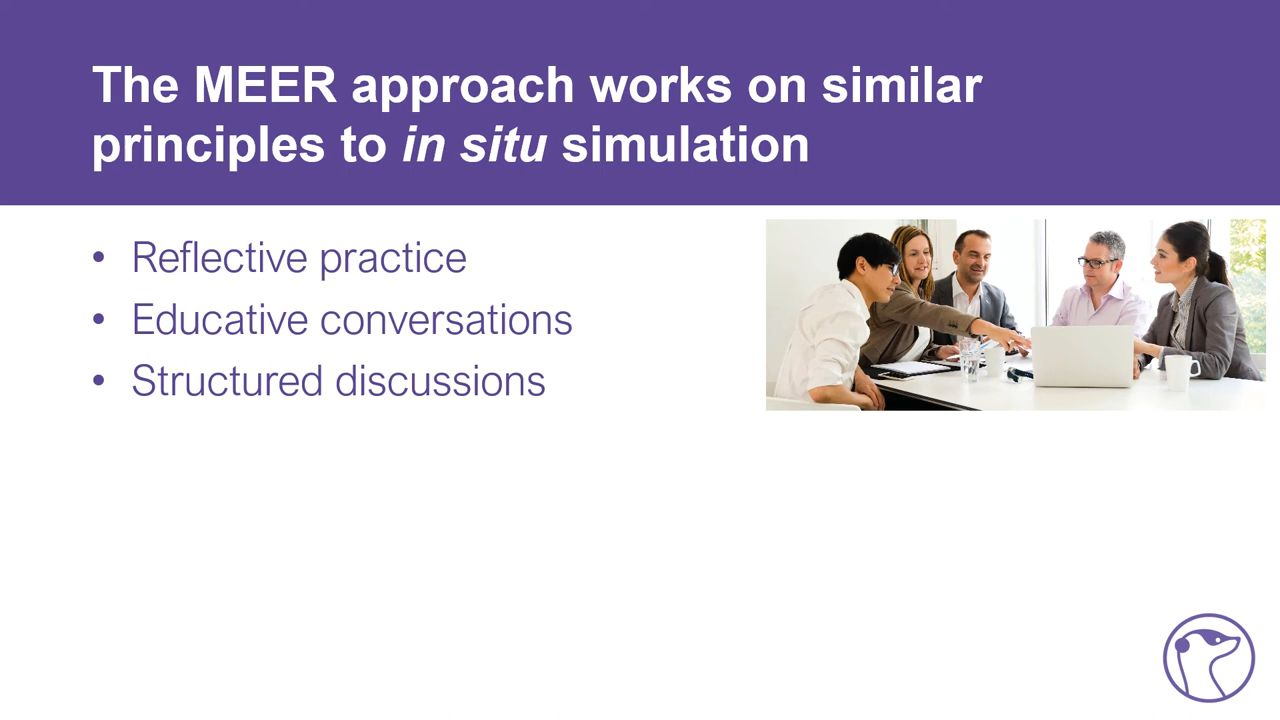 The MEER approach works on similar
principles to in situ simulation
• Reflective practice
• Educative conversations
• Structured discussions